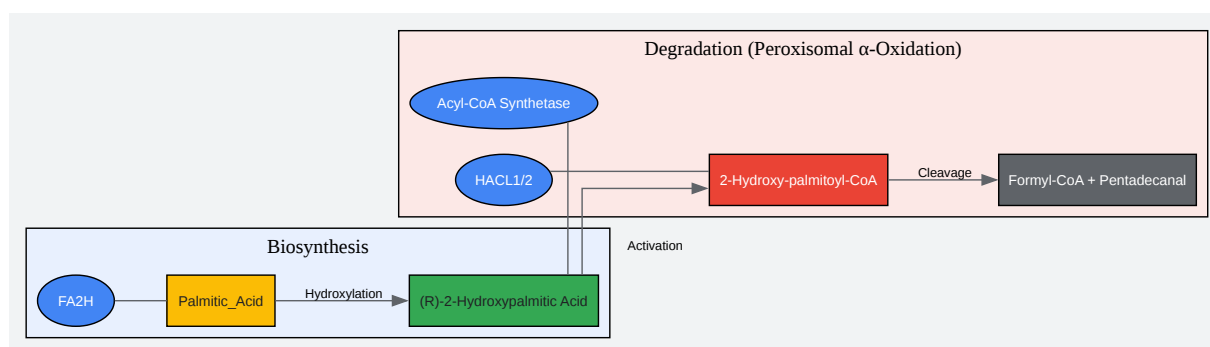 Degradation (Peroxisomal α-Oxidation)
Acyl-CoA Synthetase
HACL1/2
2-Hydroxy-palmitoyl-CoA
Cleavage
Formyl-CoA + Pentadecanal
Biosynthesis
Activation
FA2H
Palmitic_Acid
Hydroxylation
(R)-2-Hydroxypalmitic Acid